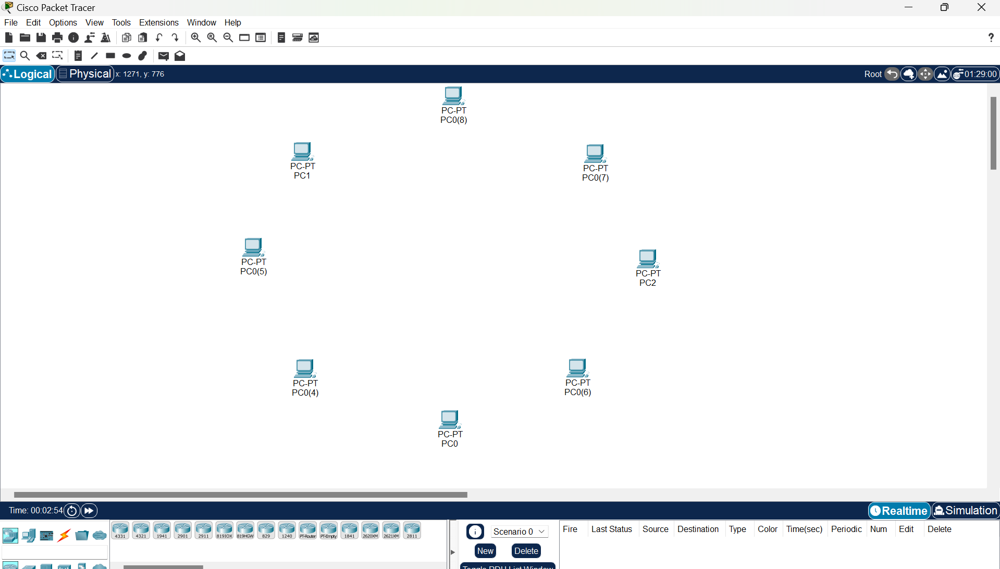 Cisco Packet Tracer
File Edit Options View Tools Extensions Window Help
Logical Physical x: 1271, y: 776 Root 01:29:00
PC-PT
PC0(8)
PC-PT
PC1
PC-PT
PC0(7)
PC-PT
PC0(5)
PC-PT
PC2
PC-PT
PC0(4)
PC-PT
PC0(6)
PC-PT
PC0
Time: 00:02:54 Realtime Simulation
4331 4321 1941 2901 2911 819IOX 819HGW 829 1240 PT-Router PT-Empty 1841 2620XM 2621XM 2811
Scenario 0
New Delete
Toggle PDU List Window
Fire Last Status Source Destination Type Color Time(sec) Periodic Num Edit Delete